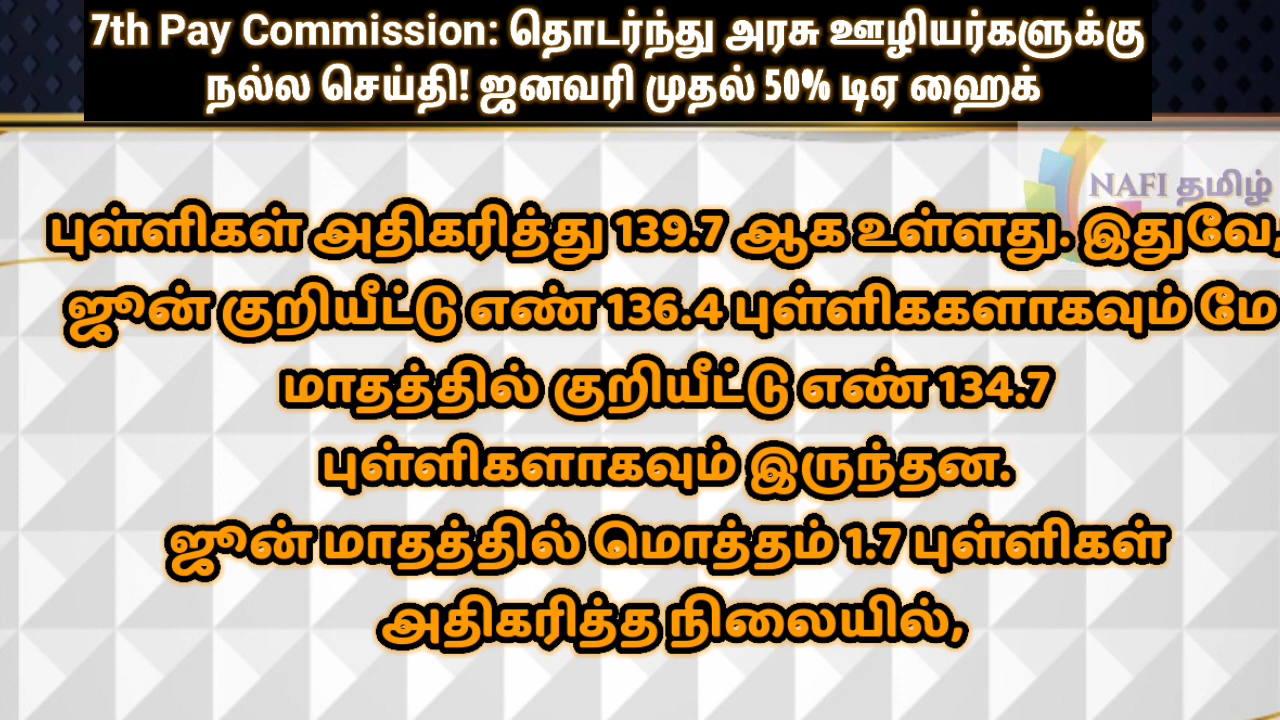 7th Pay Commission: தொடர்ந்து அரசு ஊழியர்களுக்கு
நல்ல செய்தி! ஜனவரி முதல் 50% டிஏ ஹைக்
NAFI தமிழ்
புள்ளிகள் அதிகரித்து 139.7 ஆக உள்ளது. இதுவே,
ஜூன் குறியீட்டு எண் 136.4 புள்ளிககளாகவும் மே
மாதத்தில் குறியீட்டு எண் 134.7
புள்ளிகளாகவும் இருந்தன.
ஜூன் மாதத்தில் மொத்தம் 1.7 புள்ளிகள்
அதிகரித்த நிலையில்,